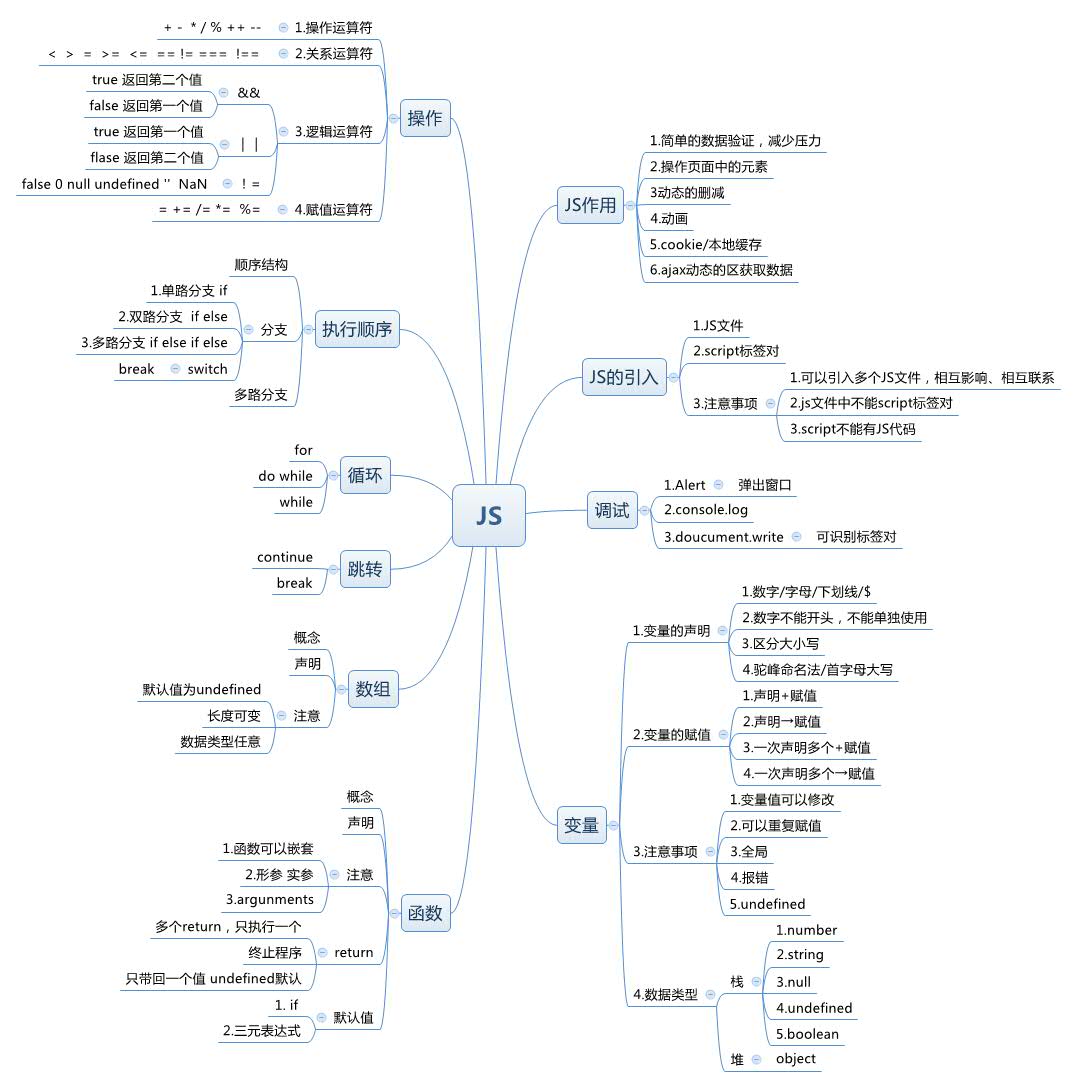 JS
操作
1.操作运算符
+ - * / % ++ --
2.关系运算符
< > = >= <= == != === !==
3.逻辑运算符
&&
true 返回第二个值
false 返回第一个值
| |
true 返回第一个值
flase 返回第二个值
! =
false 0 null undefined '' NaN
4.赋值运算符
= += /= *= %=
执行顺序
顺序结构
分支
1.单路分支 if
2.双路分支 if else
3.多路分支 if else if else
switch
break
多路分支
循环
for
do while
while
跳转
continue
break
数组
概念
声明
注意
默认值为undefined
长度可变
数据类型任意
函数
概念
声明
注意
1.函数可以嵌套
2.形参 实参
3.argunments
return
多个return，只执行一个
终止程序
只带回一个值 undefined默认
默认值
1. if
2.三元表达式
JS作用
1.简单的数据验证，减少压力
2.操作页面中的元素
3动态的删减
4.动画
5.cookie/本地缓存
6.ajax动态的区获取数据
JS的引入
1.JS文件
2.script标签对
3.注意事项
1.可以引入多个JS文件，相互影响、相互联系
2.js文件中不能script标签对
3.script不能有JS代码
调试
1.Alert
弹出窗口
2.console.log
3.doucument.write
可识别标签对
变量
1.变量的声明
1.数字/字母/下划线/$
2.数字不能开头，不能单独使用
3.区分大小写
4.驼峰命名法/首字母大写
2.变量的赋值
1.声明+赋值
2.声明→赋值
3.一次声明多个+赋值
4.一次声明多个→赋值
3.注意事项
1.变量值可以修改
2.可以重复赋值
3.全局
4.报错
5.undefined
4.数据类型
栈
1.number
2.string
3.null
4.undefined
5.boolean
堆
object